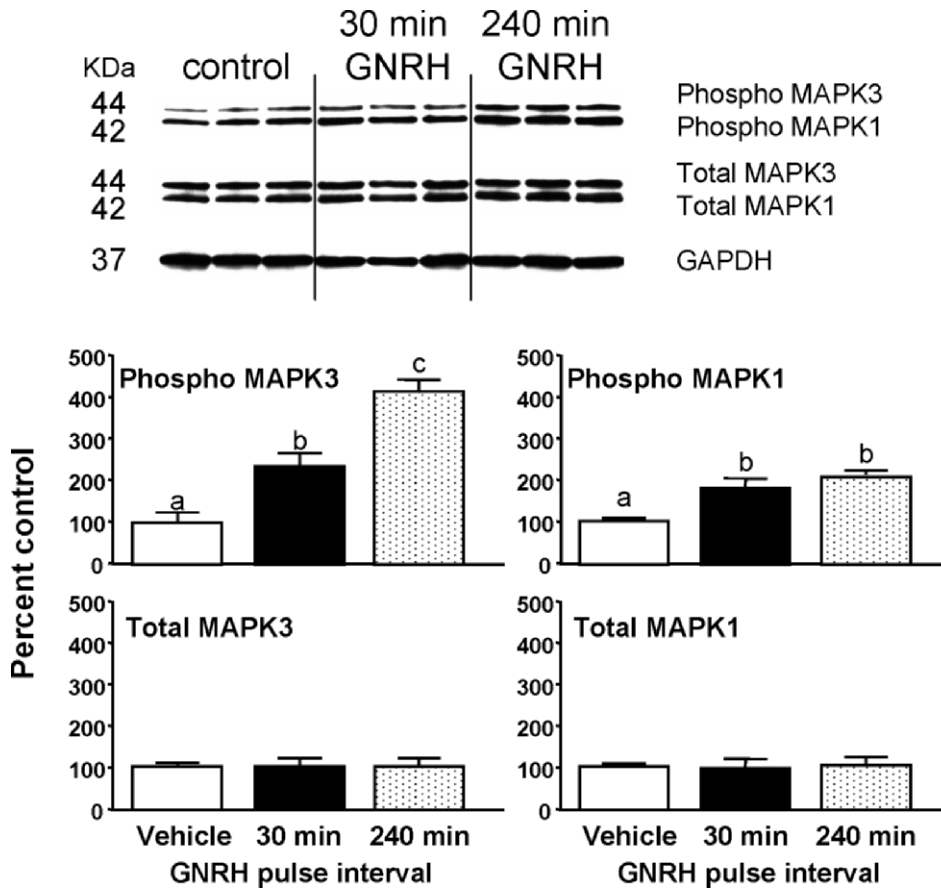 30 min 240 min
KDa control GNRH GNRH
44 Phospho MAPK3
42 Phospho MAPK1
44 Total MAPK3
42 Total MAPK1
37 GAPDH
Percent control
500
400
300
200
100
0
Phospho MAPK3
a
b
c
500
400
300
200
100
0
Phospho MAPK1
a
b
b
500
400
300
200
100
0
Total MAPK3
Vehicle 30 min 240 min
GNRH pulse interval
500
400
300
200
100
0
Total MAPK1
Vehicle 30 min 240 min
GNRH pulse interval